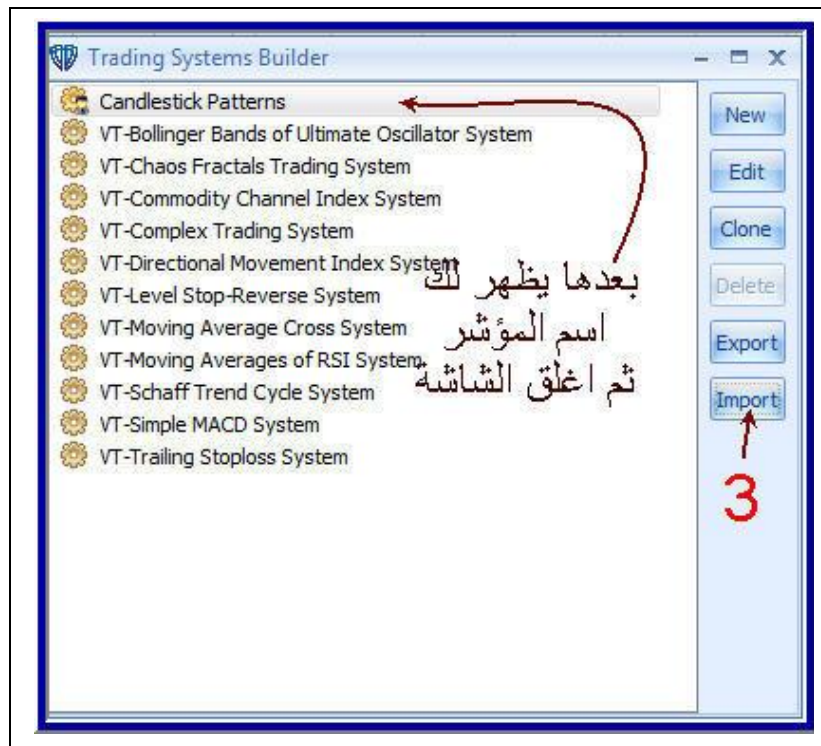 Trading Systems Builder
Candlestick Patterns
VT-Bollinger Bands of Ultimate Oscillator System
VT-Chaos Fractals Trading System
VT-Commodity Channel Index System
VT-Complex Trading System
VT-Directional Movement Index System
VT-Level Stop-Reverse System
VT-Moving Average Cross System
VT-Moving Averages of RSI System
VT-Schaff Trend Cycle System
VT-Simple MACD System
VT-Trailing Stoploss System
بعدها يظهر لك
اسم المؤشر
ثم اغلق الشاشة
New
Edit
Clone
Delete
Export
Import
3